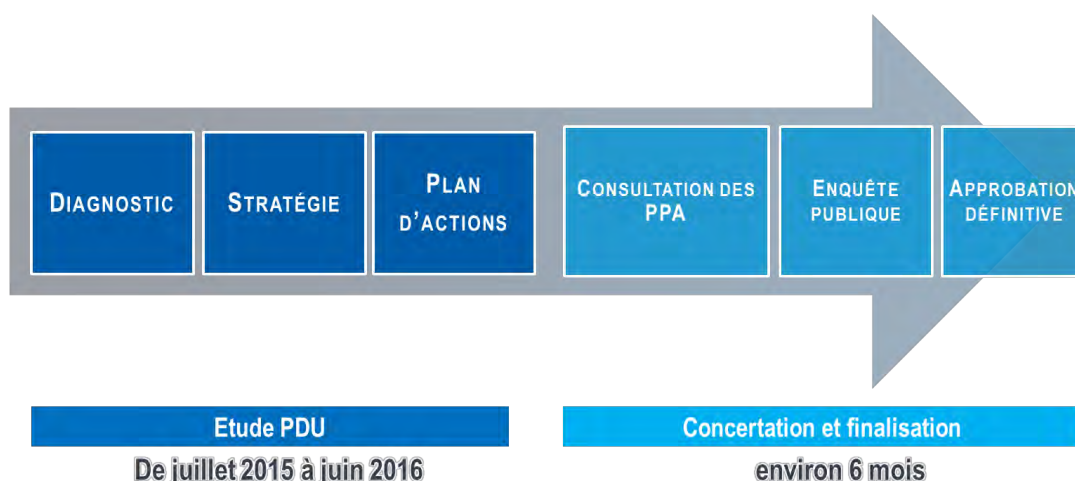 DIAGNOSTIC
STRATÉGIE
PLAN
D'ACTIONS
CONSULTATION DES
PPA
ENQUÊTE
PUBLIQUE
APPROBATION
DÉFINITIVE
Etude PDU
Concertation et finalisation
De juillet 2015 à juin 2016
environ 6 mois